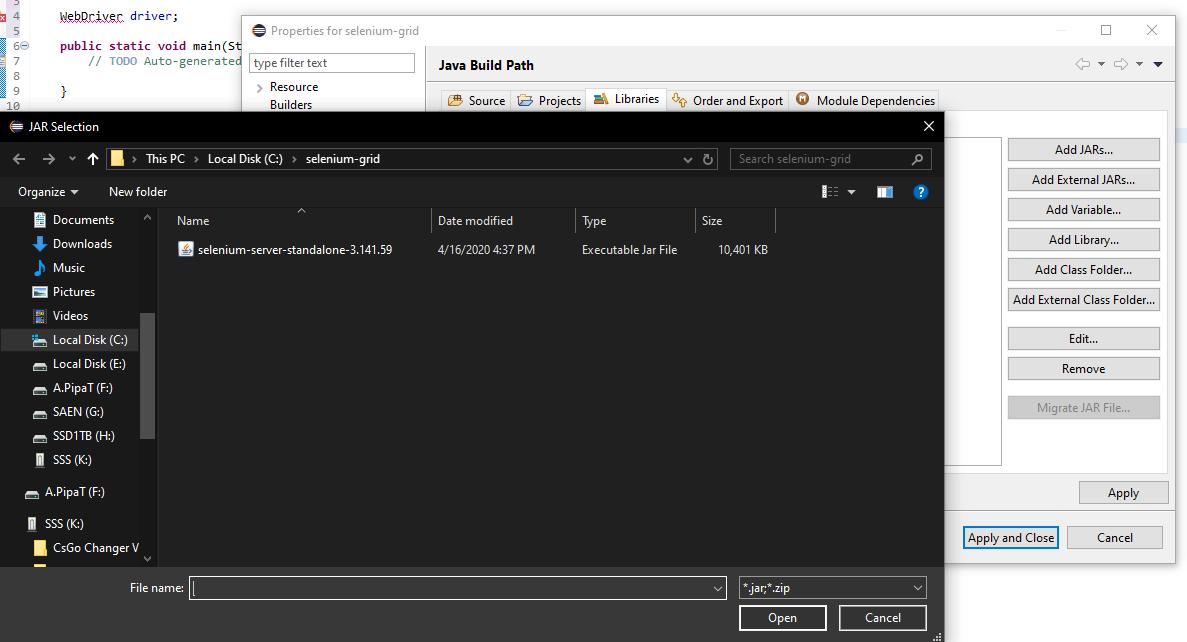 3
4 WebDriver driver;
5
6 public static void main(St
7 // TODO Auto-generated
8
9 }
10
Properties for selenium-grid
type filter text
Resource
Builders
Java Build Path
Source Projects Libraries Order and Export Module Dependencies
Add JARs...
Add External JARs...
Add Variable...
Add Library...
Add Class Folder...
Add External Class Folder...
Edit...
Remove
Migrate JAR File...
Apply
Apply and Close Cancel
JAR Selection
This PC Local Disk (C:) selenium-grid
Search selenium-grid
Organize New folder
Name Date modified Type Size
selenium-server-standalone-3.141.59 4/16/2020 4:37 PM Executable Jar File 10,401 KB
Documents
Downloads
Music
Pictures
Videos
Local Disk (C:)
Local Disk (E:)
A.PipaT (F:)
SAEN (G:)
SSD1TB (H:)
SSS (K:)
A.PipaT (F:)
SSS (K:)
CsGo Changer V
File name: *.jar;*.zip
Open Cancel